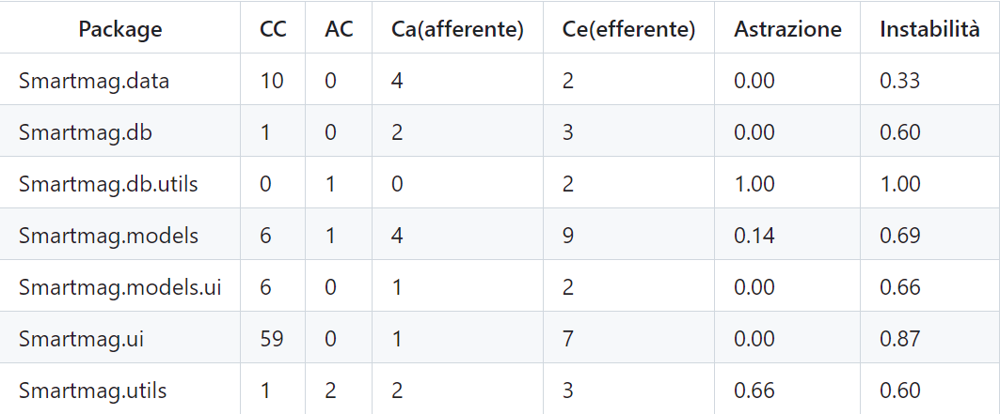 Package CC AC Ca(afferente) Ce(efferente) Astrazione Instabilità
Smartmag.data 10 0 4 2 0.00 0.33
Smartmag.db 1 0 2 3 0.00 0.60
Smartmag.db.utils 0 1 0 2 1.00 1.00
Smartmag.models 6 1 4 9 0.14 0.69
Smartmag.models.ui 6 0 1 2 0.00 0.66
Smartmag.ui 59 0 1 7 0.00 0.87
Smartmag.utils 1 2 2 3 0.66 0.60